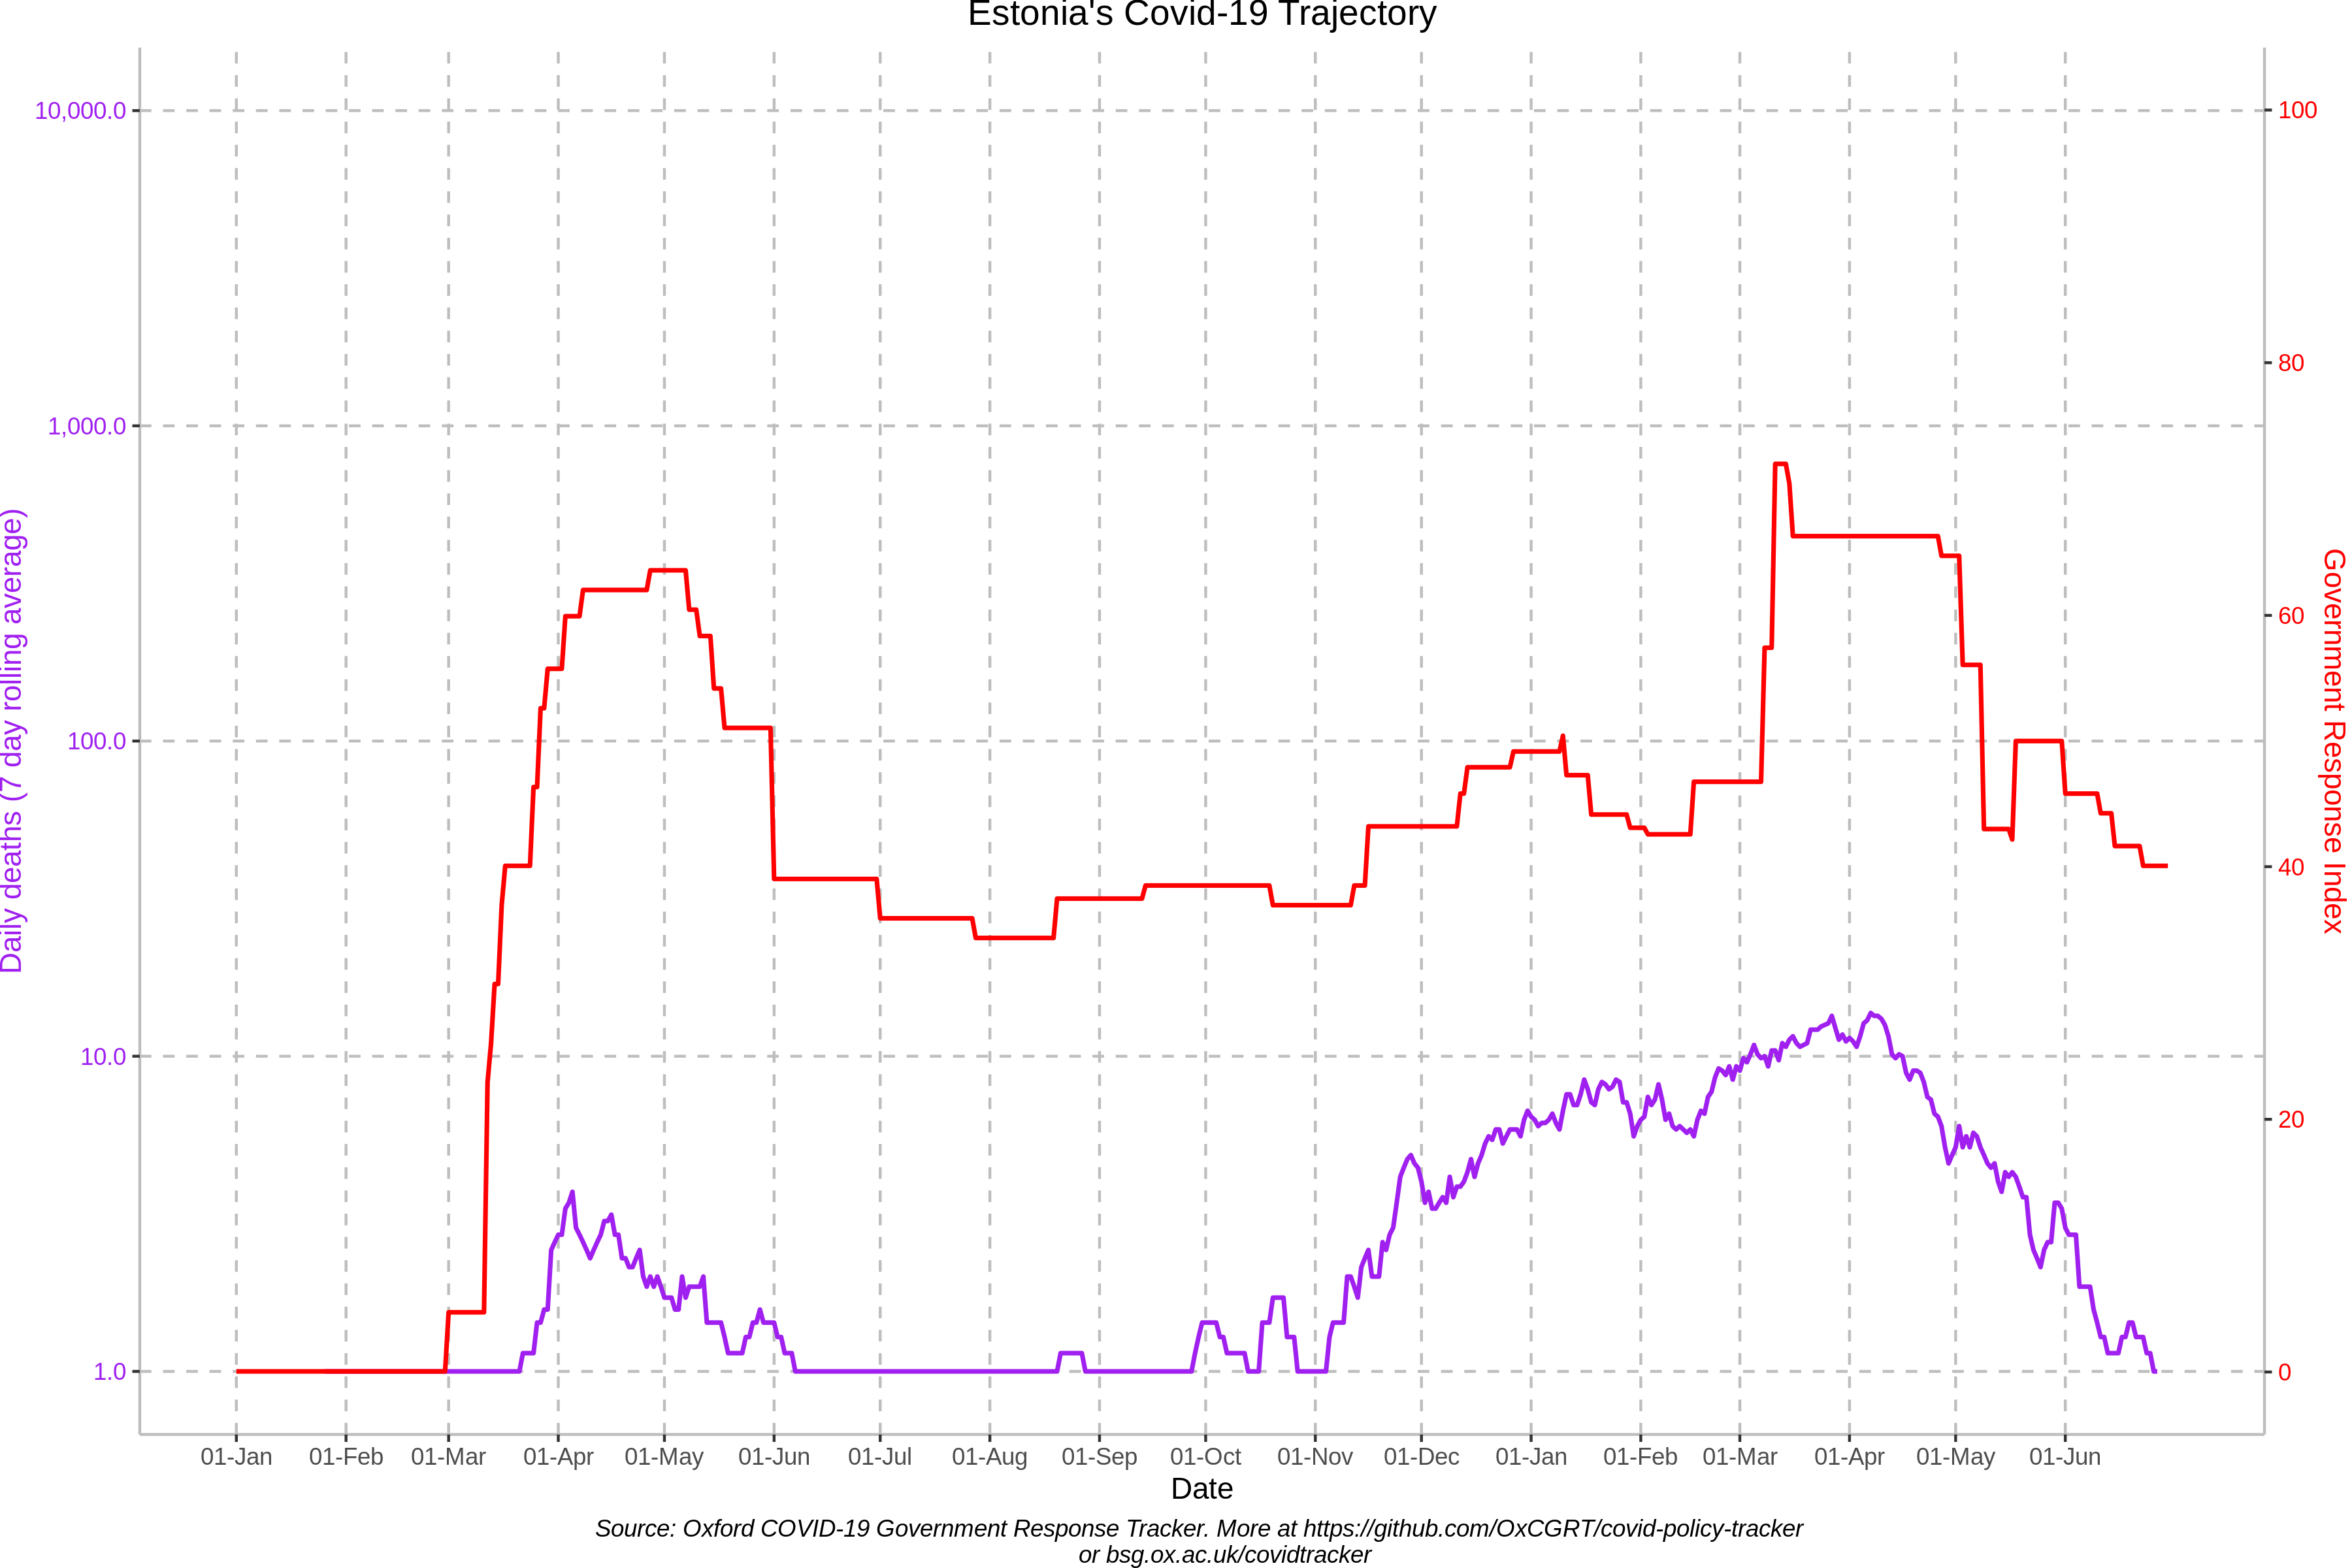 Estonia's Covid-19 Trajectory
10,000.0
1,000.0
100.0
10.0
1.0
Daily deaths (7 day rolling average)
100
80
60
40
20
0
Government Response Index
01-Jan 01-Feb 01-Mar 01-Apr 01-May 01-Jun 01-Jul 01-Aug 01-Sep 01-Oct 01-Nov 01-Dec 01-Jan 01-Feb 01-Mar 01-Apr 01-May 01-Jun
Date
Source: Oxford COVID-19 Government Response Tracker. More at https://github.com/OxCGRT/covid-policy-tracker
or bsg.ox.ac.uk/covidtracker